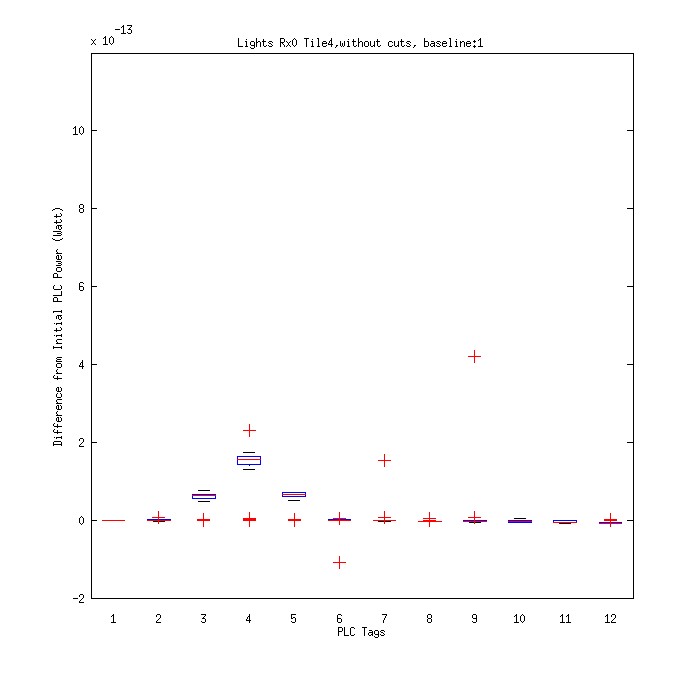 x 10-13
Lights Rx0 Tile4,without cuts, baseline:1
10
8
6
4
2
0
-2
Difference from Initial PLC Power (Watt)
1 2 3 4 5 6 7 8 9 10 11 12
PLC Tags